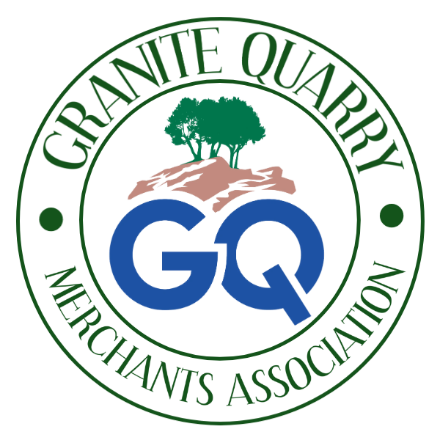 GRANITE QUARRY
GQ
MERCHANTS ASSOCIATION